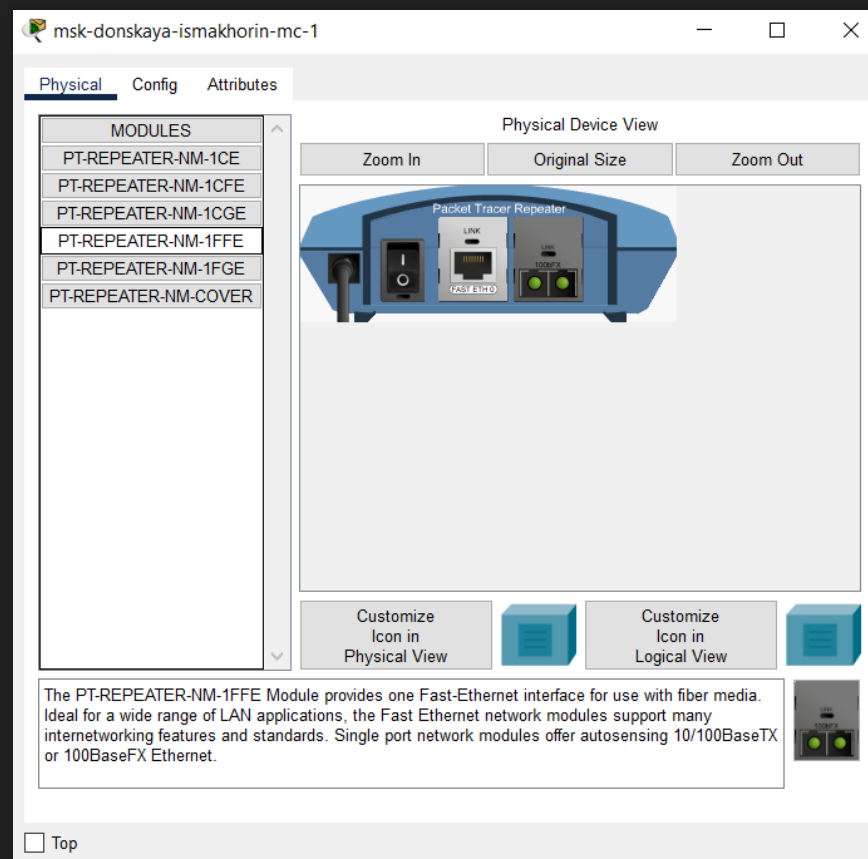 msk-donskaya-ismakhorin-mc-1
Physical Config Attributes
MODULES
PT-REPEATER-NM-1CE
PT-REPEATER-NM-1CFE
PT-REPEATER-NM-1CGE
PT-REPEATER-NM-1FFE
PT-REPEATER-NM-1FGE
PT-REPEATER-NM-COVER
Physical Device View
Zoom In Original Size Zoom Out
Packet Tracer Repeater
LINK
FAST ETH 0
LINK
100bFX
Customize
Icon in
Physical View
Customize
Icon in
Logical View
The PT-REPEATER-NM-1FFE Module provides one Fast-Ethernet interface for use with fiber media.
Ideal for a wide range of LAN applications, the Fast Ethernet network modules support many
internetworking features and standards. Single port network modules offer autosensing 10/100BaseTX
or 100BaseFX Ethernet.
LINK
100bFX
Top